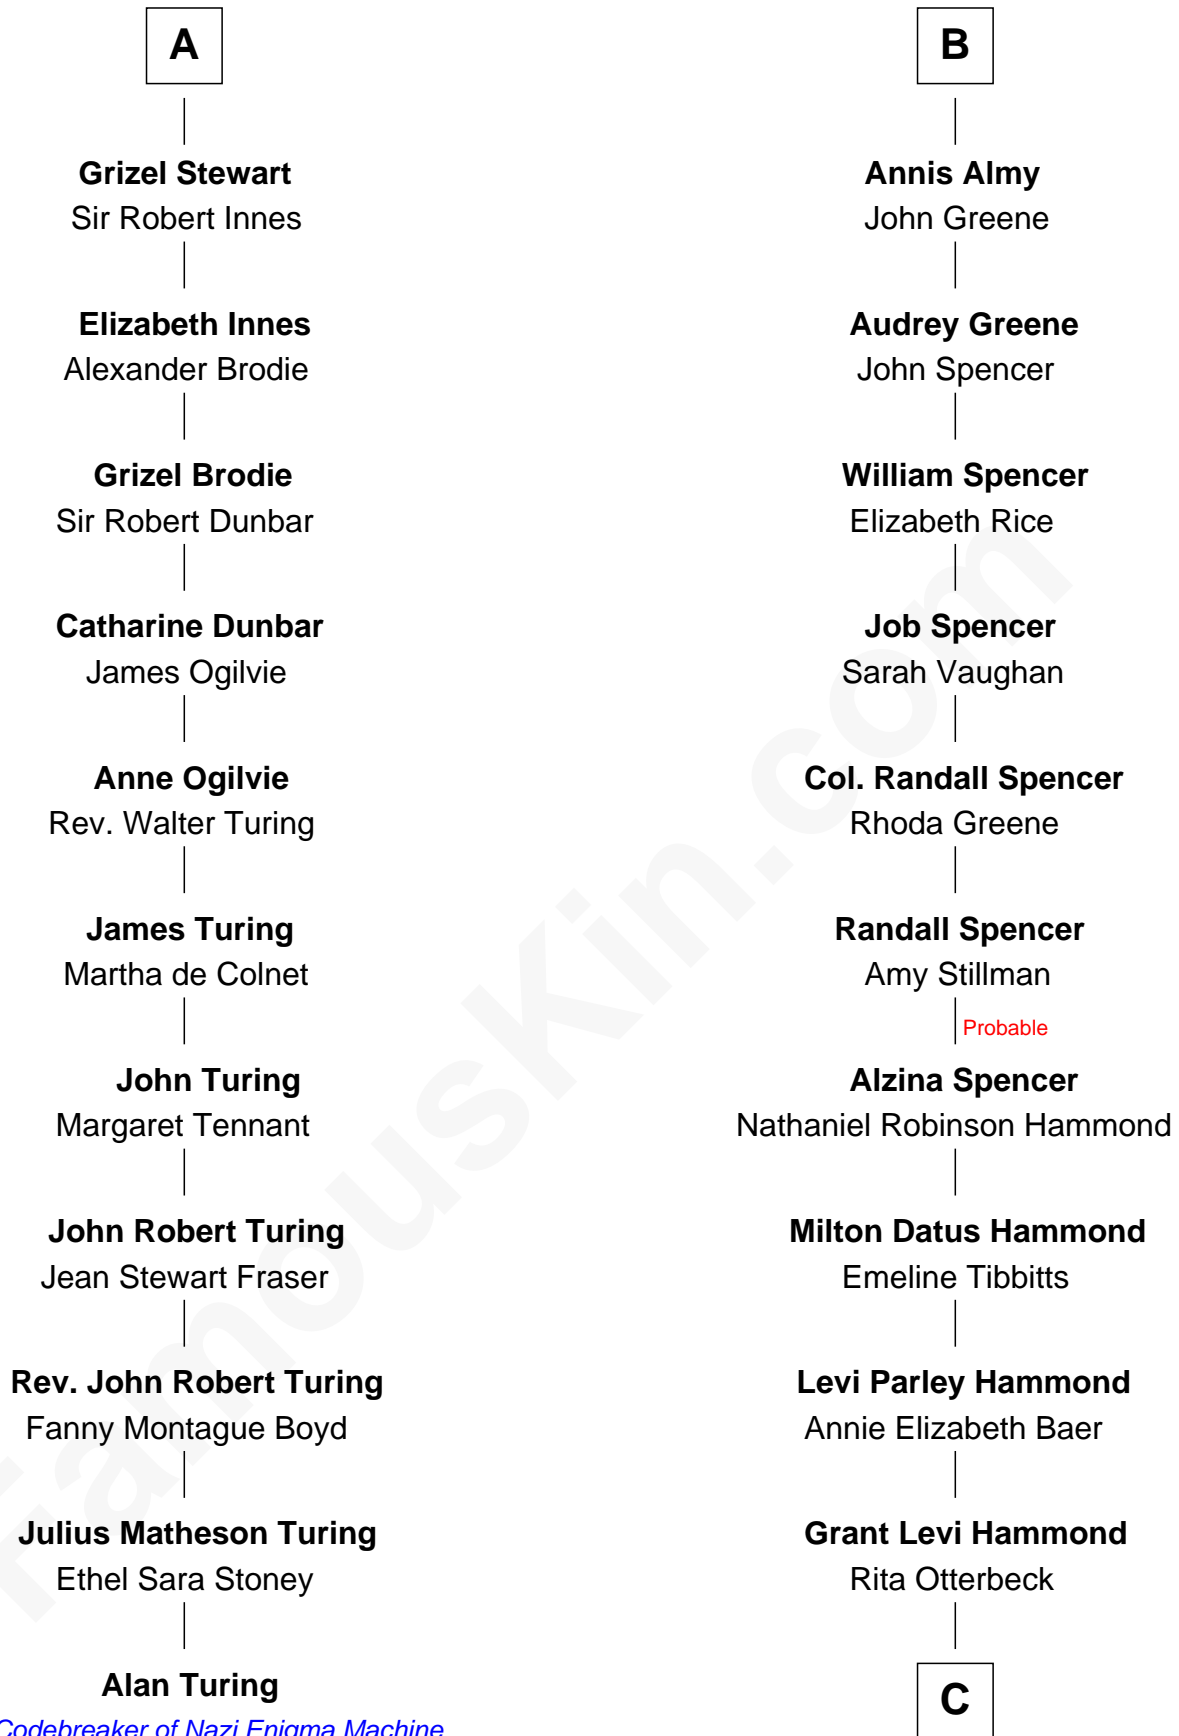 A
Grizel Stewart
Sir Robert Innes
Elizabeth Innes
Alexander Brodie
Grizel Brodie
Sir Robert Dunbar
Catharine Dunbar
James Ogilvie
Anne Ogilvie
Rev. Walter Turing
James Turing
Martha de Colnet
John Turing
Margaret Tennant
John Robert Turing
Jean Stewart Fraser
Rev. John Robert Turing
Fanny Montague Boyd
Julius Matheson Turing
Ethel Sara Stoney
Alan Turing
Codebreaker of Nazi Enigma Machine
B
Annis Almy
John Greene
Audrey Greene
John Spencer
William Spencer
Elizabeth Rice
Job Spencer
Sarah Vaughan
Col. Randall Spencer
Rhoda Greene
Randall Spencer
Amy Stillman
Probable
Alzina Spencer
Nathaniel Robinson Hammond
Milton Datus Hammond
Emeline Tibbitts
Levi Parley Hammond
Annie Elizabeth Baer
Grant Levi Hammond
Rita Otterbeck
C
FamousKin.com